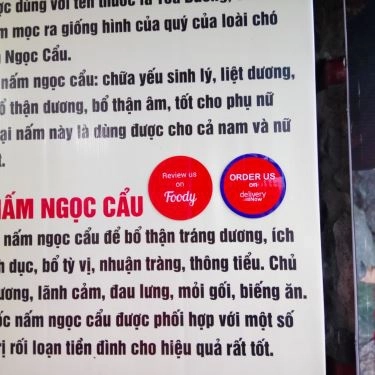 ợc dùng với tên thuốc là Tỏa Dương,
m mọc ra giống hình của quý của loài chó
Ngọc Cẩu.
nấm ngọc cẩu: chữa yếu sinh lý, liệt dương,
ổ thận dương, bổ thận âm, tốt cho phụ nữ
ại nấm này là dùng được cho cả nam và nữ
t.
Review us
on
Foody
ORDER US
on
delivery
Now
NẤM NGỌC CẨU
nấm ngọc cẩu để bổ thận tráng dương, ích
h dục, bổ tỳ vị, nhuận tràng, thông tiểu. Chủ
ương, lãnh cảm, đau lưng, mỏi gối, biếng ăn.
ốc nấm ngọc cẩu được phối hợp với một số
rị rối loạn tiền đình cho hiệu quả rất tốt.